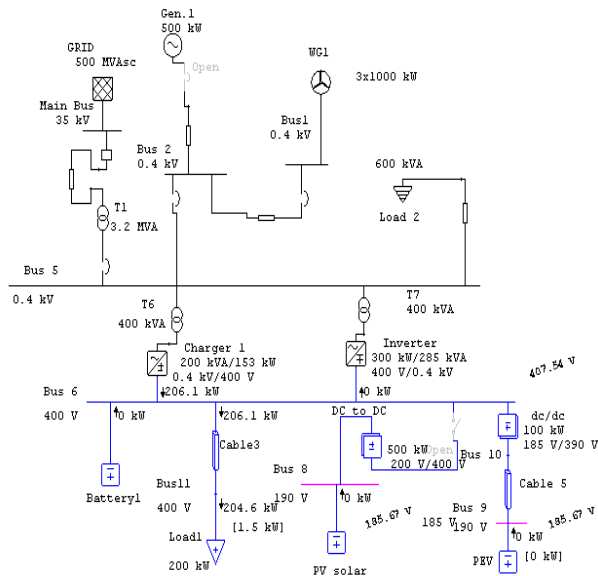 Gen.1
500 kW
GRID
500 MVAsc
Open
WG1
3x1000 kW
Main Bus
35 kV
Bus1
0.4 kV
Bus 2
0.4 kV
600 kVA
T1
3.2 MVA
Load 2
Bus 5
0.4 kV
T6
400 kVA
T7
400 kVA
Charger 1
200 kVA/153 kW
0.4 kV/400 V
Inverter
300 kW/285 kVA
400 V/0.4 kV
407.54 V
Bus 6
400 V
206.1 kW
0 kW
0 kW
206.1 kW
DC to DC
dc/dc
100 kW
185 V/390 V
Cable3
500 kW
200 V/400 V
Open
Bus 10
Battery1
Bus11
400 V
Bus 8
190 V
0 kW
Cable 5
204.6 kW
[1.5 kW]
185.67 V
185 V
Bus 9
190 V
185.67 V
Load1
200 kW
0 kW
PV solar
PEV
[0 kW]